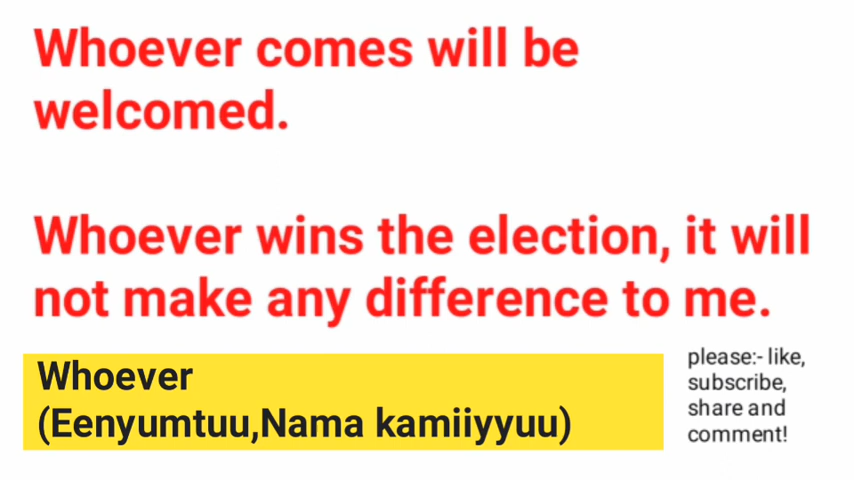 Whoever comes will be
welcomed.
Whoever wins the election, it will
not make any difference to me.
Whoever
(Eenyumtuu,Nama kamiiyyuu)
please:- like,
subscribe,
share and
comment!